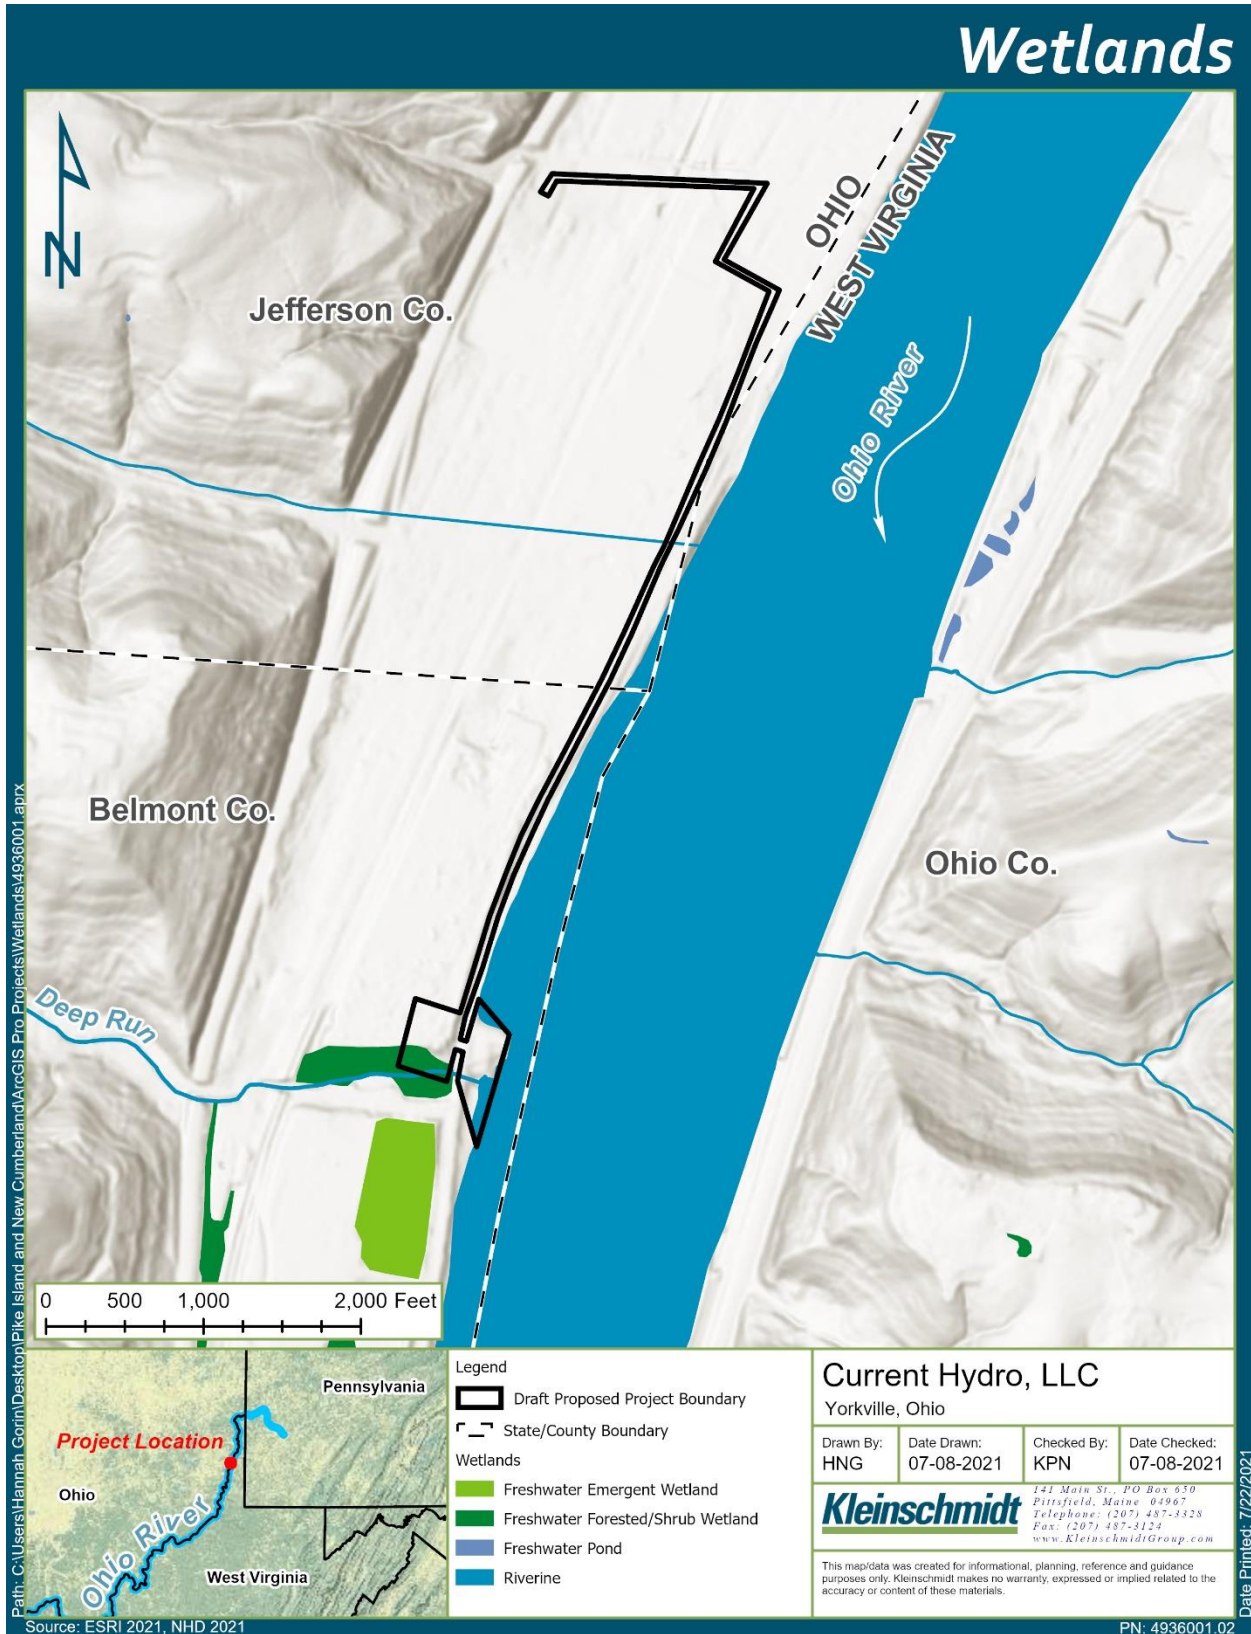 Wetlands
N
Jefferson Co.
OHIO
WEST VIRGINIA
Ohio River
Belmont Co.
Ohio Co.
Deep Run
0 500 1,000 2,000 Feet
Path: C:\Users\Hannah Gorin\Desktop\Pike Island and New Cumberland\ArcGIS Pro Projects\Wetlands\4936001.aprx
Pennsylvania
Project Location
Ohio
Ohio River
West Virginia
Source: ESRI 2021, NHD 2021
Legend
Draft Proposed Project Boundary
State/County Boundary
Wetlands
Freshwater Emergent Wetland
Freshwater Forested/Shrub Wetland
Freshwater Pond
Riverine
Current Hydro, LLC
Yorkville, Ohio
Drawn By:
HNG
Date Drawn:
07-08-2021
Checked By:
KPN
Date Checked:
07-08-2021
Kleinschmidt
141 Main St., PO Box 650
Pittsfield, Maine 04967
Telephone: (207) 487-3328
Fax: (207) 487-3124
www.KleinschmidtGroup.com
This map/data was created for informational, planning, reference and guidance
purposes only. Kleinschmidt makes no warranty, expressed or implied related to the
accuracy or content of these materials.
Date Printed: 7/22/2021
PN: 4936001.02